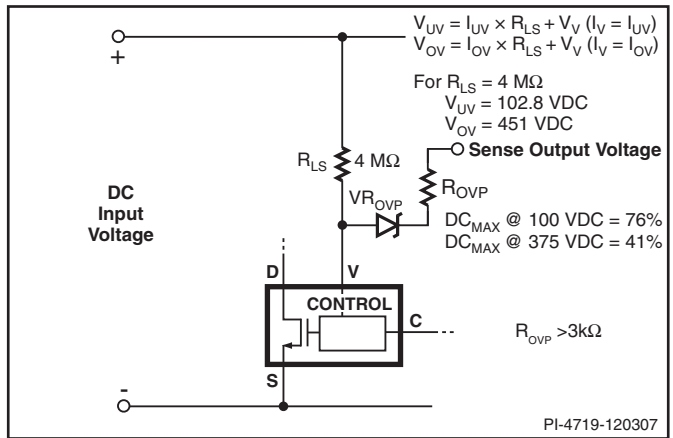 V_UV = I_UV × R_LS + V_V (I_V = I_UV)
V_OV = I_OV × R_LS + V_V (I_V = I_OV)
+
For R_LS = 4 MΩ
V_UV = 102.8 VDC
V_OV = 451 VDC
Sense Output Voltage
R_LS
4 MΩ
R_OVP
VR_OVP
DC
Input
Voltage
DC_MAX @ 100 VDC = 76%
DC_MAX @ 375 VDC = 41%
D
V
CONTROL
C
R_OVP >3kΩ
S
-
PI-4719-120307